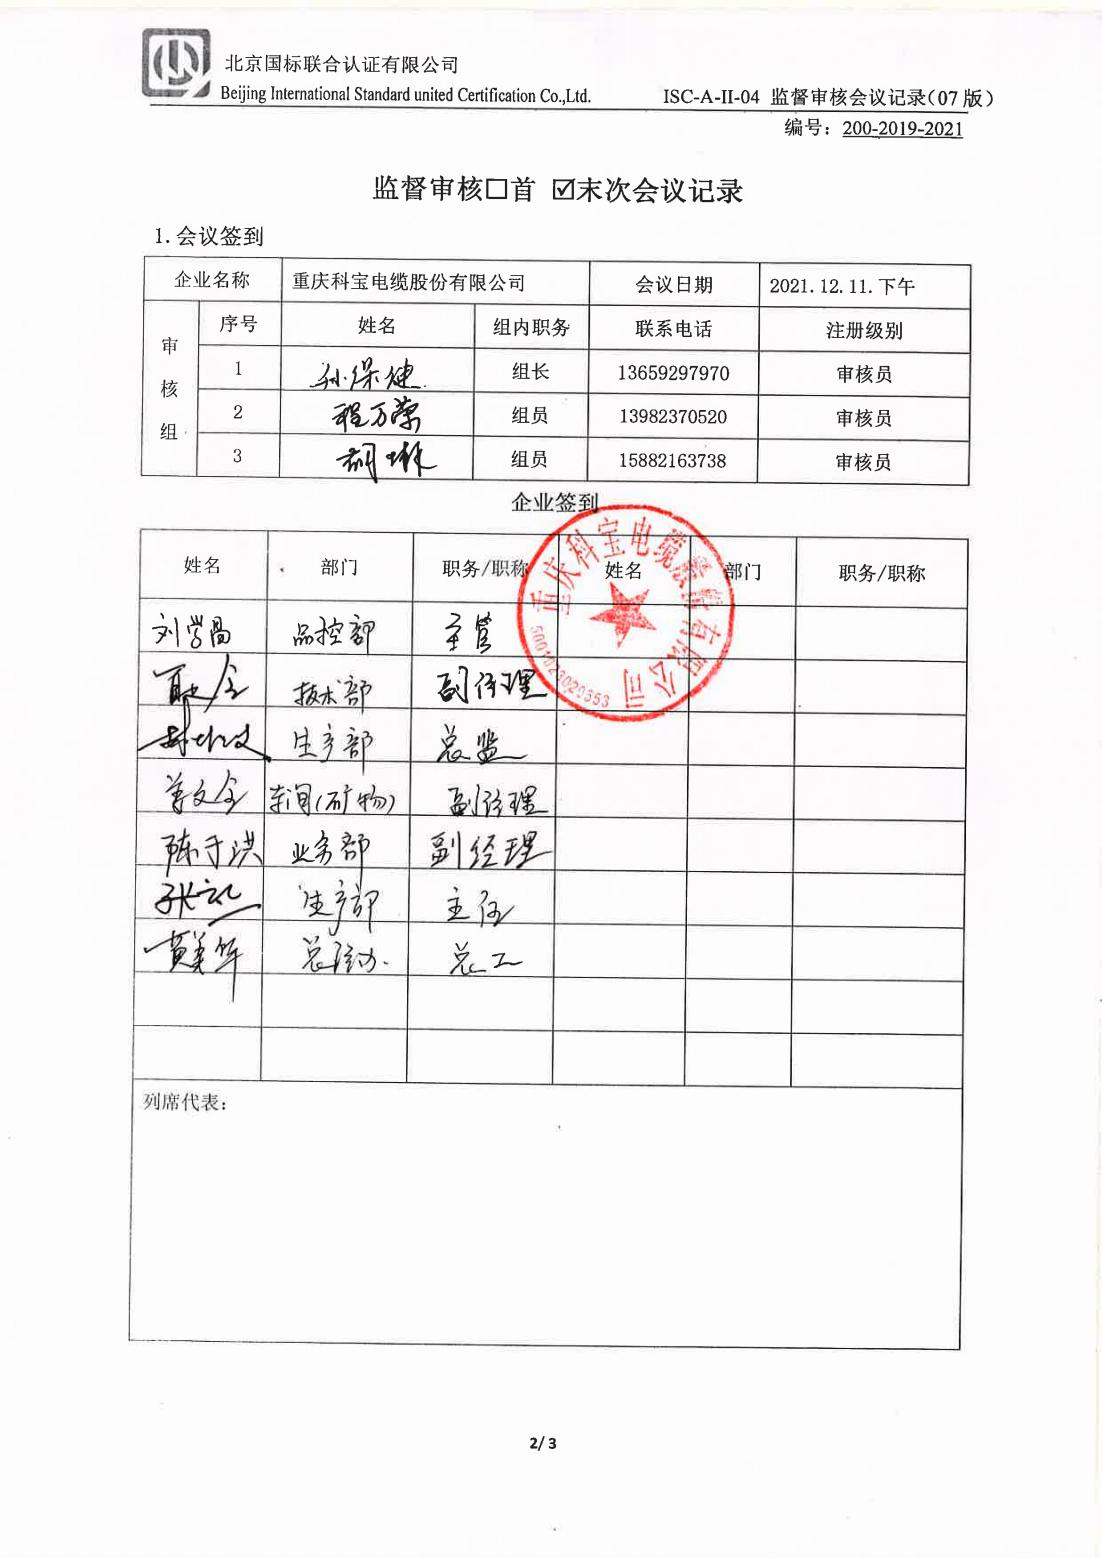 北京国标联合认证有限公司
Beijing International Standard united Certification Co.,Ltd.
ISC-A-II-04 监督审核会议记录(07版)
编号：200-2019-2021
监督审核□首 ☑末次会议记录
1.会议签到
企业名称 重庆科宝电缆股份有限公司 会议日期 2021.12.11.下午
审核组 序号 姓名 组内职务 联系电话 注册级别
1 孙保健 组长 13659297970 审核员
2 程万荣 组员 13982370520 审核员
3 胡琳 组员 15882163738 审核员
企业签到
姓名 部门 职务/职称 姓名 部门 职务/职称
重庆科宝电缆股份有限公司
5001023020353
刘学昌 品控部 主管
技术部 副经理
生产部 总监
姜文全 车间(矿物) 副经理
陈于洪 业务部 副经理
生产部 主任
黄美华 总经办. 总工
列席代表：
2/3